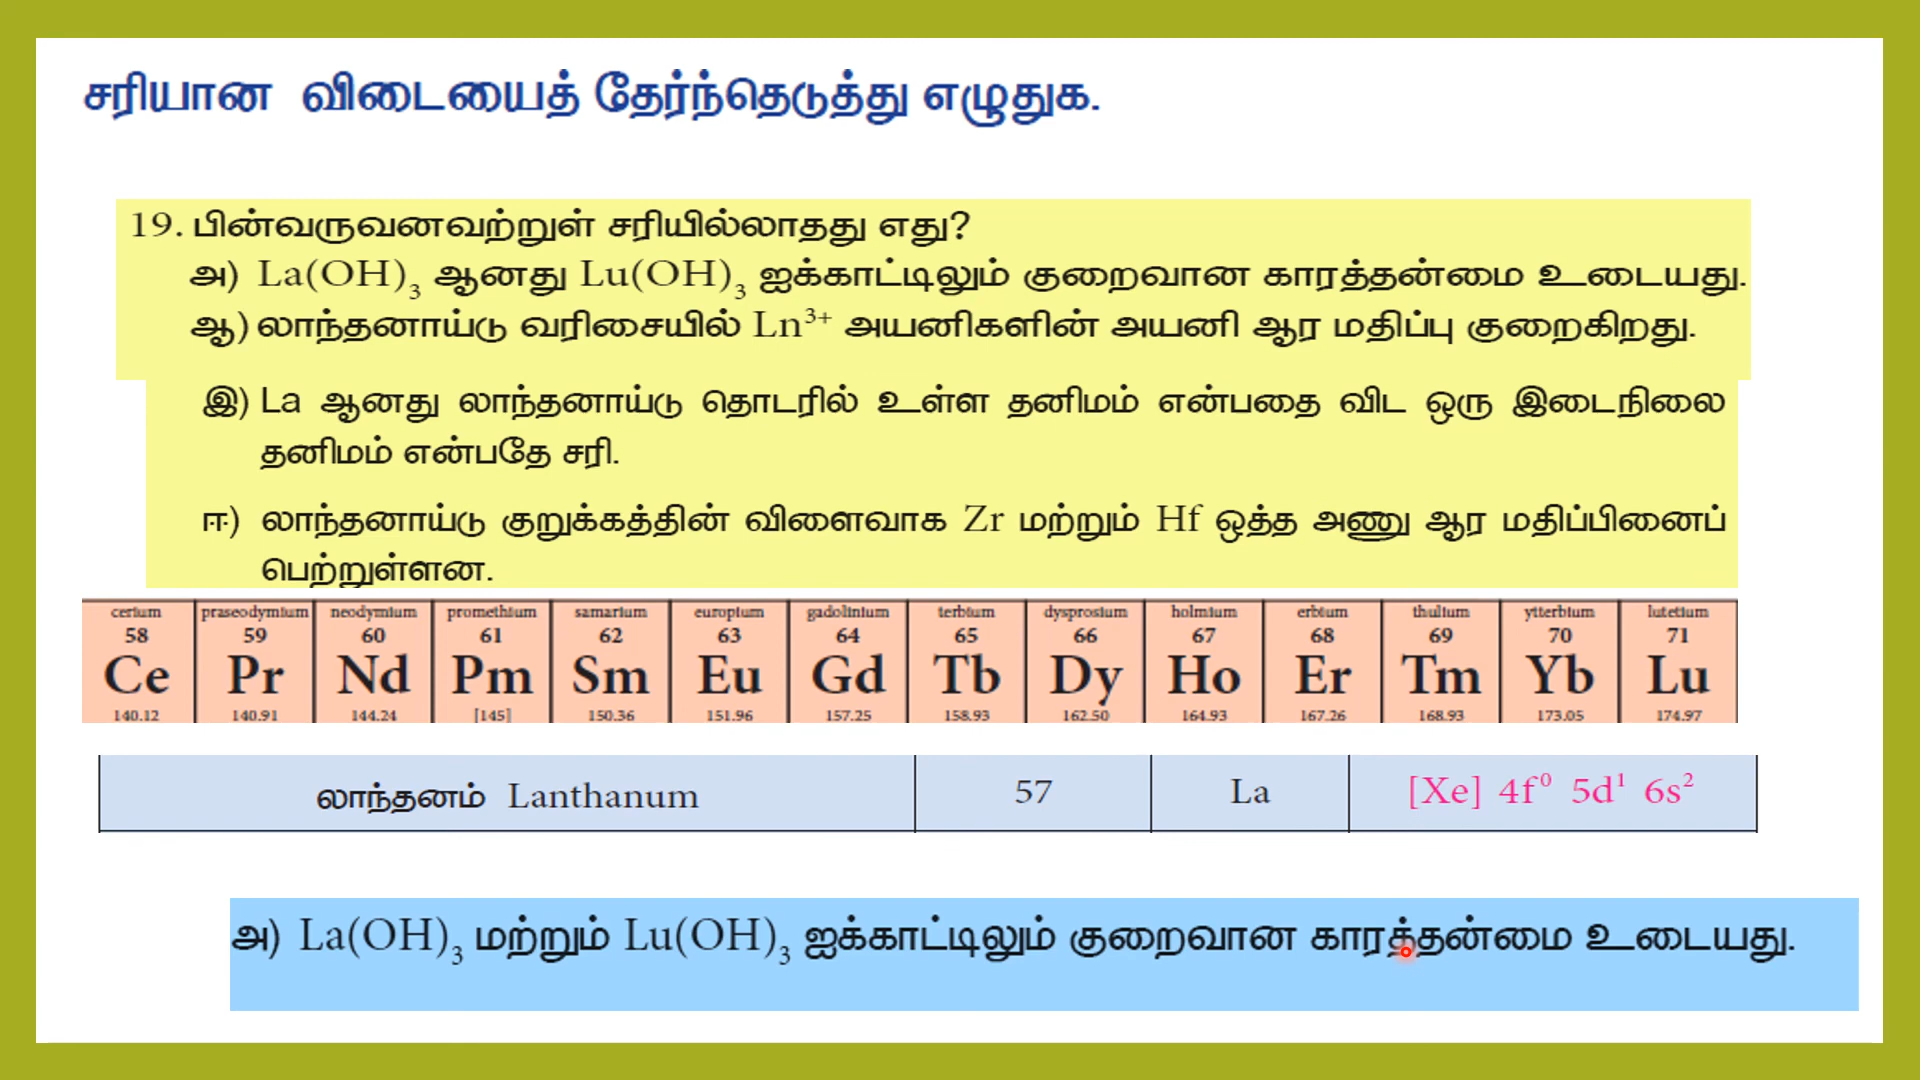 சரியான விடையைத் தேர்ந்தெடுத்து எழுதுக.
19. பின்வருவனவற்றுள் சரியில்லாதது எது?
அ) La(OH)₃ ஆனது Lu(OH)₃ ஐக்காட்டிலும் குறைவான காரத்தன்மை உடையது.
ஆ) லாந்தனாய்டு வரிசையில் Ln³⁺ அயனிகளின் அயனி ஆர மதிப்பு குறைகிறது.
இ) La ஆனது லாந்தனாய்டு தொடரில் உள்ள தனிமம் என்பதை விட ஒரு இடைநிலை
தனிமம் என்பதே சரி.
ஈ) லாந்தனாய்டு குறுக்கத்தின் விளைவாக Zr மற்றும் Hf ஒத்த அணு ஆர மதிப்பினைப்
பெற்றுள்ளன.
cerium praseodymium neodymium promethium samarium europium gadolinium terbium dysprosium holmium erbium thulium ytterbium lutetium
58 59 60 61 62 63 64 65 66 67 68 69 70 71
Ce Pr Nd Pm Sm Eu Gd Tb Dy Ho Er Tm Yb Lu
140.12 140.91 144.24 [145] 150.36 151.96 157.25 158.93 162.50 164.93 167.26 168.93 173.05 174.97
லாந்தனம் Lanthanum 57 La [Xe] 4f⁰ 5d¹ 6s²
அ) La(OH)₃ மற்றும் Lu(OH)₃ ஐக்காட்டிலும் குறைவான காரத்தன்மை உடையது.